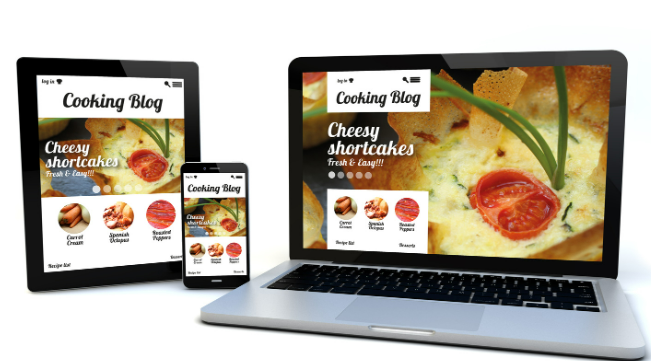 log in
Cooking Blog
Cheesy
shortcakes
Fresh & Easy!!!
Carrot
Cream
Spanish
Octopus
Roasted
Peppers
Recipe list
Desserts
Cooking Blog
Cheesy
shortcakes
Recipe list
log in
Cooking Blog
Cheesy
shortcakes
Fresh & Easy!!!
Carrot
Cream
Spanish
Octopus
Roasted
Peppers
Recipe list
Desserts